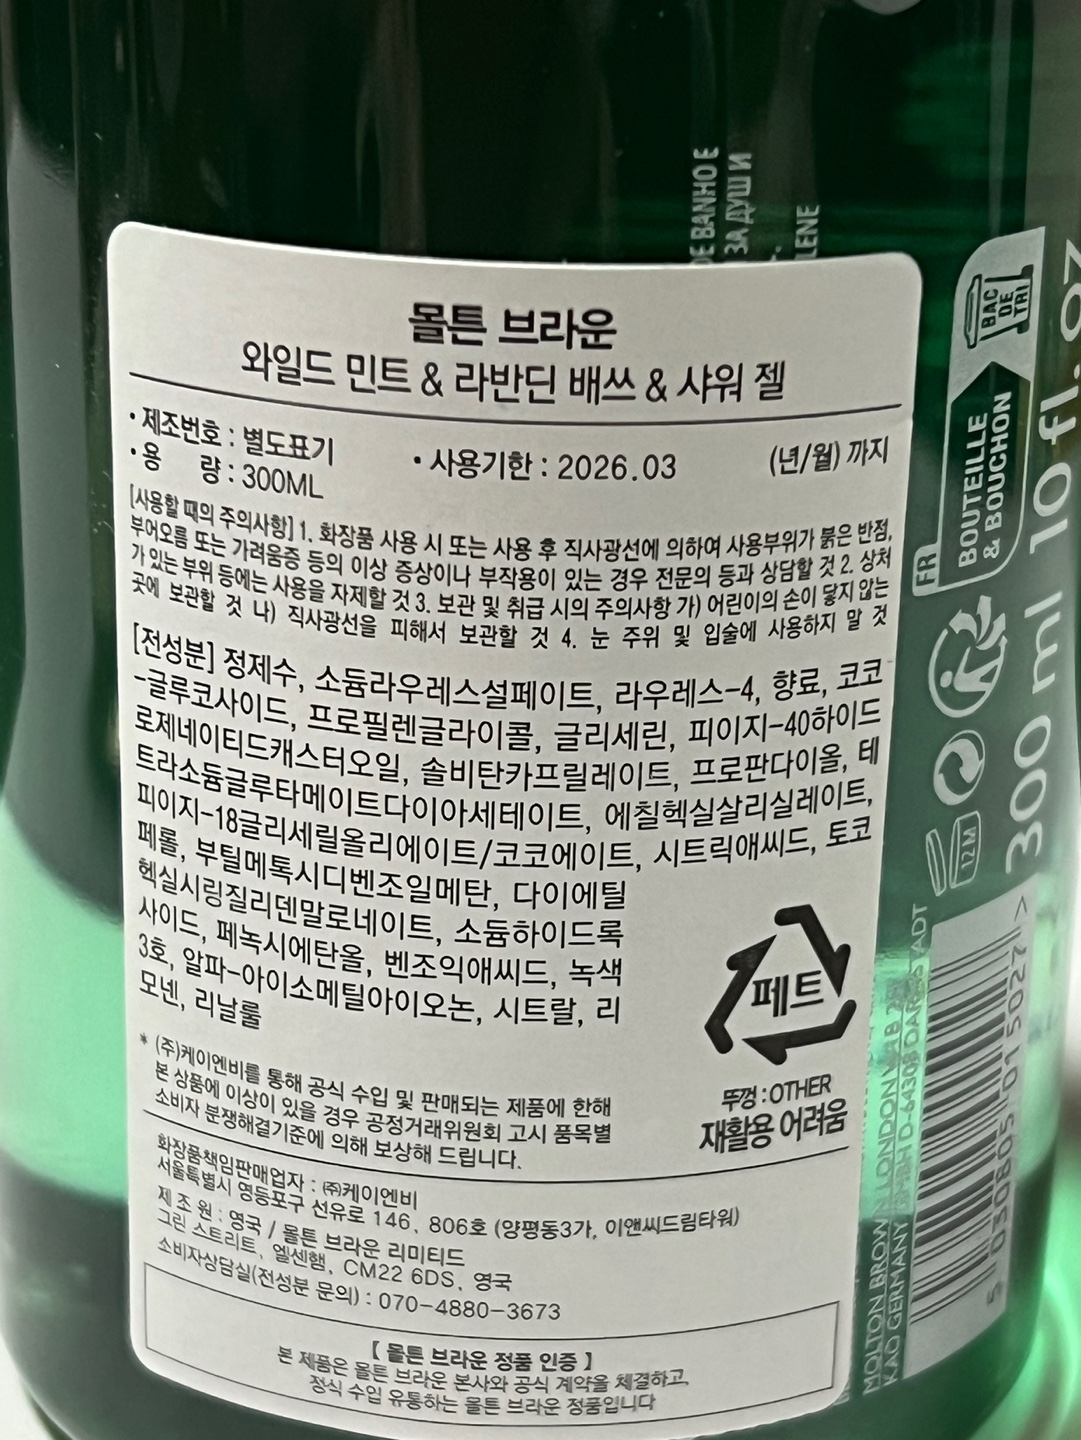 몰튼 브라운
와일드 민트 & 라반딘 배쓰 & 샤워 젤
• 제조번호 : 별도표기
• 용 량 : 300ML
• 사용기한 : 2026.03 (년/월) 까지
[사용할 때의 주의사항] 1. 화장품 사용 시 또는 사용 후 직사광선에 의하여 사용부위가 붉은 반점,
부어오름 또는 가려움증 등의 이상 증상이나 부작용이 있는 경우 전문의 등과 상담할 것 2. 상처
가 있는 부위 등에는 사용을 자제할 것 3. 보관 및 취급 시의 주의사항 가) 어린이의 손이 닿지 않는
곳에 보관할 것 나) 직사광선을 피해서 보관할 것 4. 눈 주위 및 입술에 사용하지 말 것
[전성분] 정제수, 소듐라우레스설페이트, 라우레스-4, 향료, 코코
-글루코사이드, 프로필렌글라이콜, 글리세린, 피이지-40하이드
로제네이티드캐스터오일, 솔비탄카프릴레이트, 프로판다이올, 테
트라소듐글루타메이트다이아세테이트, 에칠헥실살리실레이트,
피이지-18글리세릴올리에이트/코코에이트, 시트릭애씨드, 토코
페롤, 부틸메톡시디벤조일메탄, 다이에틸
헥실시링질리덴말로네이트, 소듐하이드록
사이드, 페녹시에탄올, 벤조익애씨드, 녹색
3호, 알파-아이소메틸아이오논, 시트랄, 리
모넨, 리날룰
페트
뚜껑 : OTHER
재활용 어려움
* (주)케이엔비를 통해 공식 수입 및 판매되는 제품에 한해
본 상품에 이상이 있을 경우 공정거래위원회 고시 품목별
소비자 분쟁해결기준에 의해 보상해 드립니다.
화장품책임판매업자 : ㈜케이엔비
서울특별시 영등포구 선유로 146, 806호 (양평동3가, 이앤씨드림타워)
제 조 원 : 영국 / 몰튼 브라운 리미티드
그린 스트리트, 엘센햄, CM22 6DS, 영국
소비자상담실(전성분 문의) : 070-4880-3673
【 몰튼 브라운 정품 인증 】
본 제품은 몰튼 브라운 본사와 공식 계약을 체결하고,
정식 수입 유통하는 몰튼 브라운 정품입니다
DE BANHO E
ЗА ДУШ И
LENE
FR
BOUTEILLE
& BOUCHON
BAC
DE
TRI
12M
300 ml 10 fl. oz
MOLTON BROWN LONDON
KAO GERMANY GMBH D-64308 DARMSTADT
5 030805 015027 >